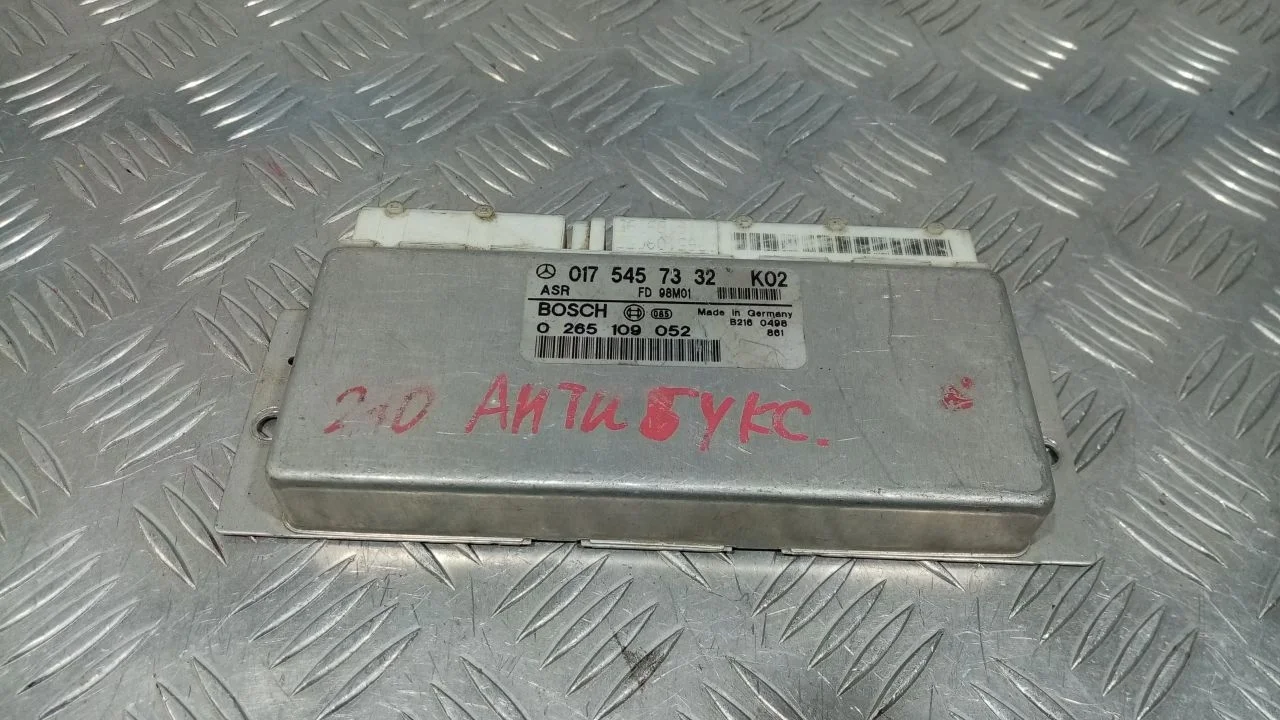 017 545 73 32 K02
ASR FD 98M01
BOSCH 085 Made in Germany
0 265 109 052 B216 0498
861
210 АНТИБУКС.